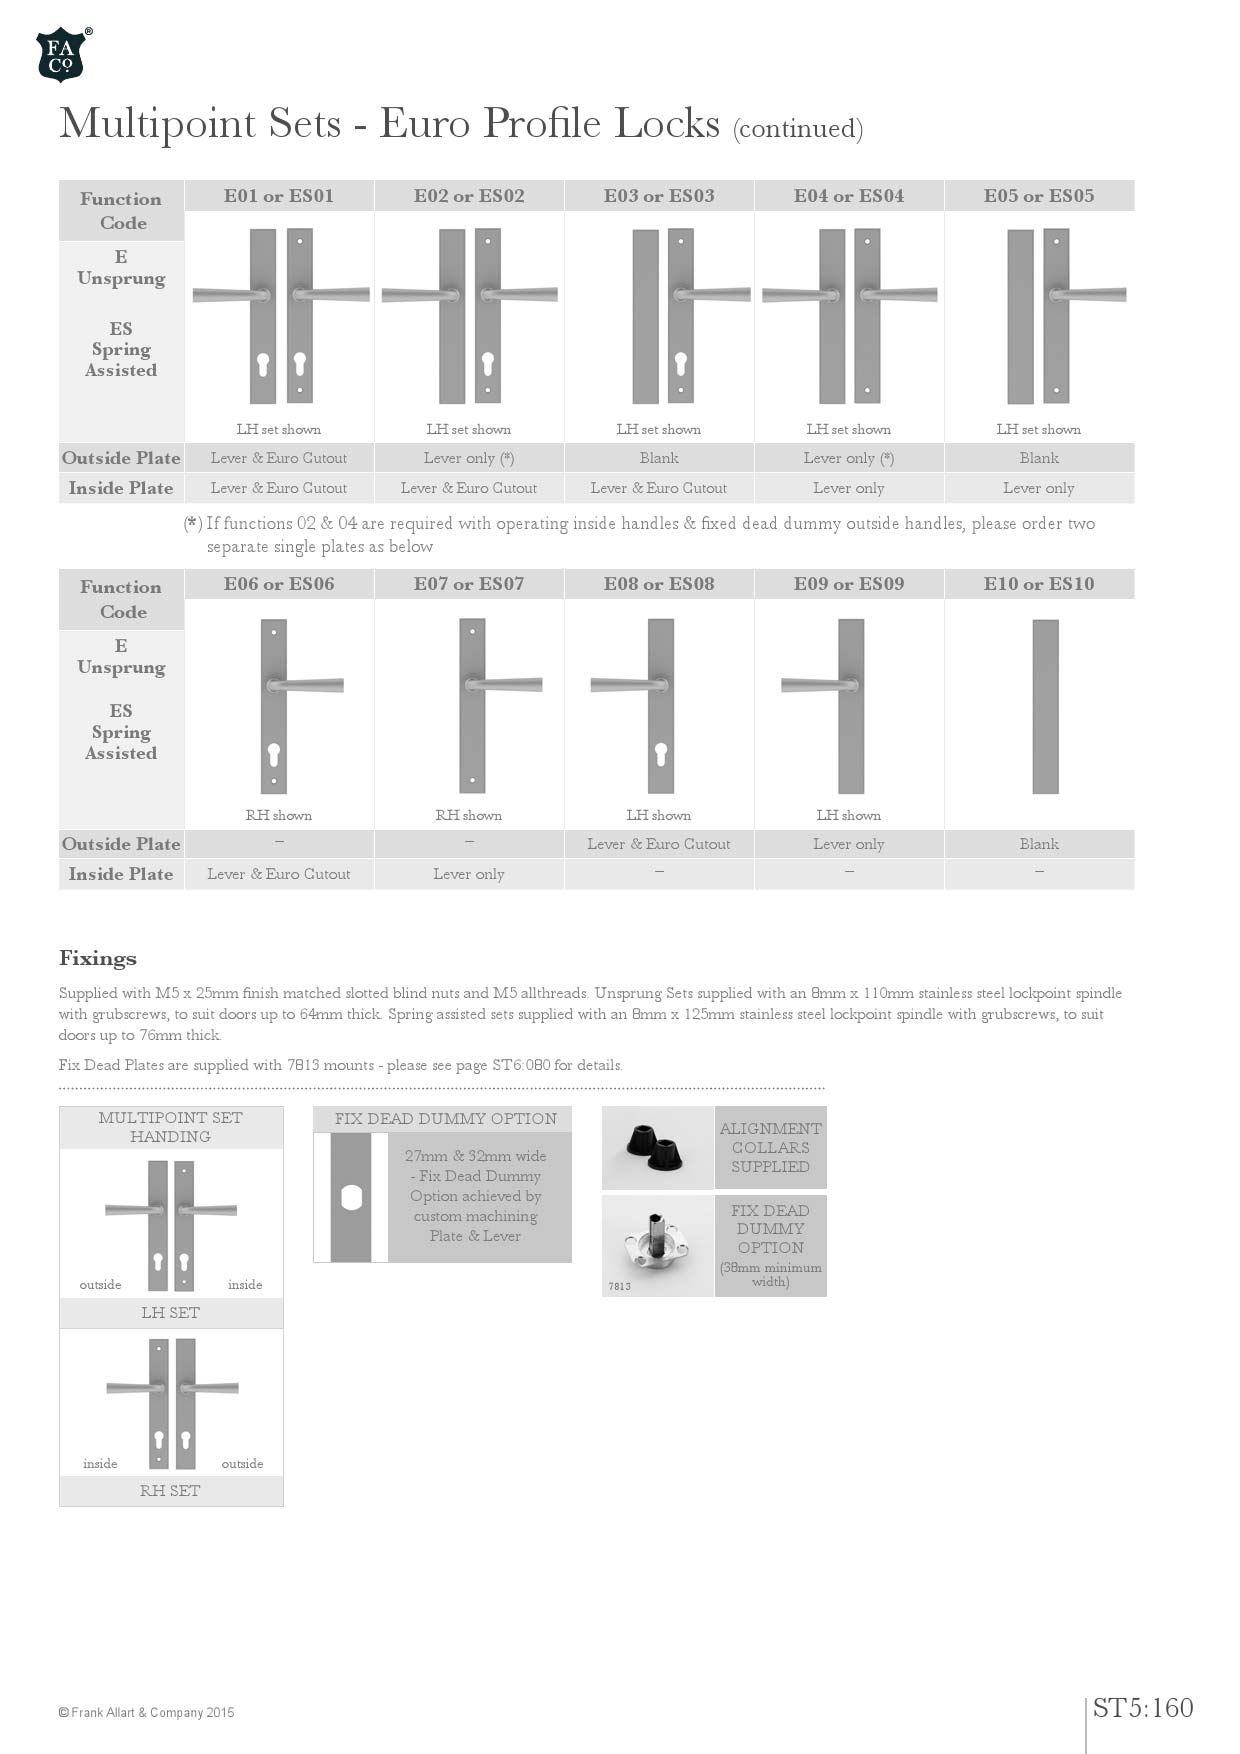 FA
Co.
®
Multipoint Sets - Euro Profile Locks (continued)
Function
Code
E01 or ES01
E02 or ES02
E03 or ES03
E04 or ES04
E05 or ES05
E
Unsprung
ES
Spring
Assisted
LH set shown
LH set shown
LH set shown
LH set shown
LH set shown
Outside Plate
Lever & Euro Cutout
Lever only (*)
Blank
Lever only (*)
Blank
Inside Plate
Lever & Euro Cutout
Lever & Euro Cutout
Lever & Euro Cutout
Lever only
Lever only
(*) If functions 02 & 04 are required with operating inside handles & fixed dead dummy outside handles, please order two
separate single plates as below
Function
Code
E06 or ES06
E07 or ES07
E08 or ES08
E09 or ES09
E10 or ES10
E
Unsprung
ES
Spring
Assisted
RH shown
RH shown
LH shown
LH shown
Outside Plate
–
–
Lever & Euro Cutout
Lever only
Blank
Inside Plate
Lever & Euro Cutout
Lever only
–
–
–
Fixings
Supplied with M5 x 25mm finish matched slotted blind nuts and M5 allthreads. Unsprung Sets supplied with an 8mm x 110mm stainless steel lockpoint spindle
with grubscrews, to suit doors up to 64mm thick. Spring assisted sets supplied with an 8mm x 125mm stainless steel lockpoint spindle with grubscrews, to suit
doors up to 76mm thick.
Fix Dead Plates are supplied with 7813 mounts - please see page ST6:080 for details.
MULTIPOINT SET
HANDING
outside
inside
LH SET
inside
outside
RH SET
FIX DEAD DUMMY OPTION
27mm & 32mm wide
- Fix Dead Dummy
Option achieved by
custom machining
Plate & Lever
ALIGNMENT
COLLARS
SUPPLIED
7813
FIX DEAD
DUMMY
OPTION
(38mm minimum
width)
© Frank Allart & Company 2015
ST5:160